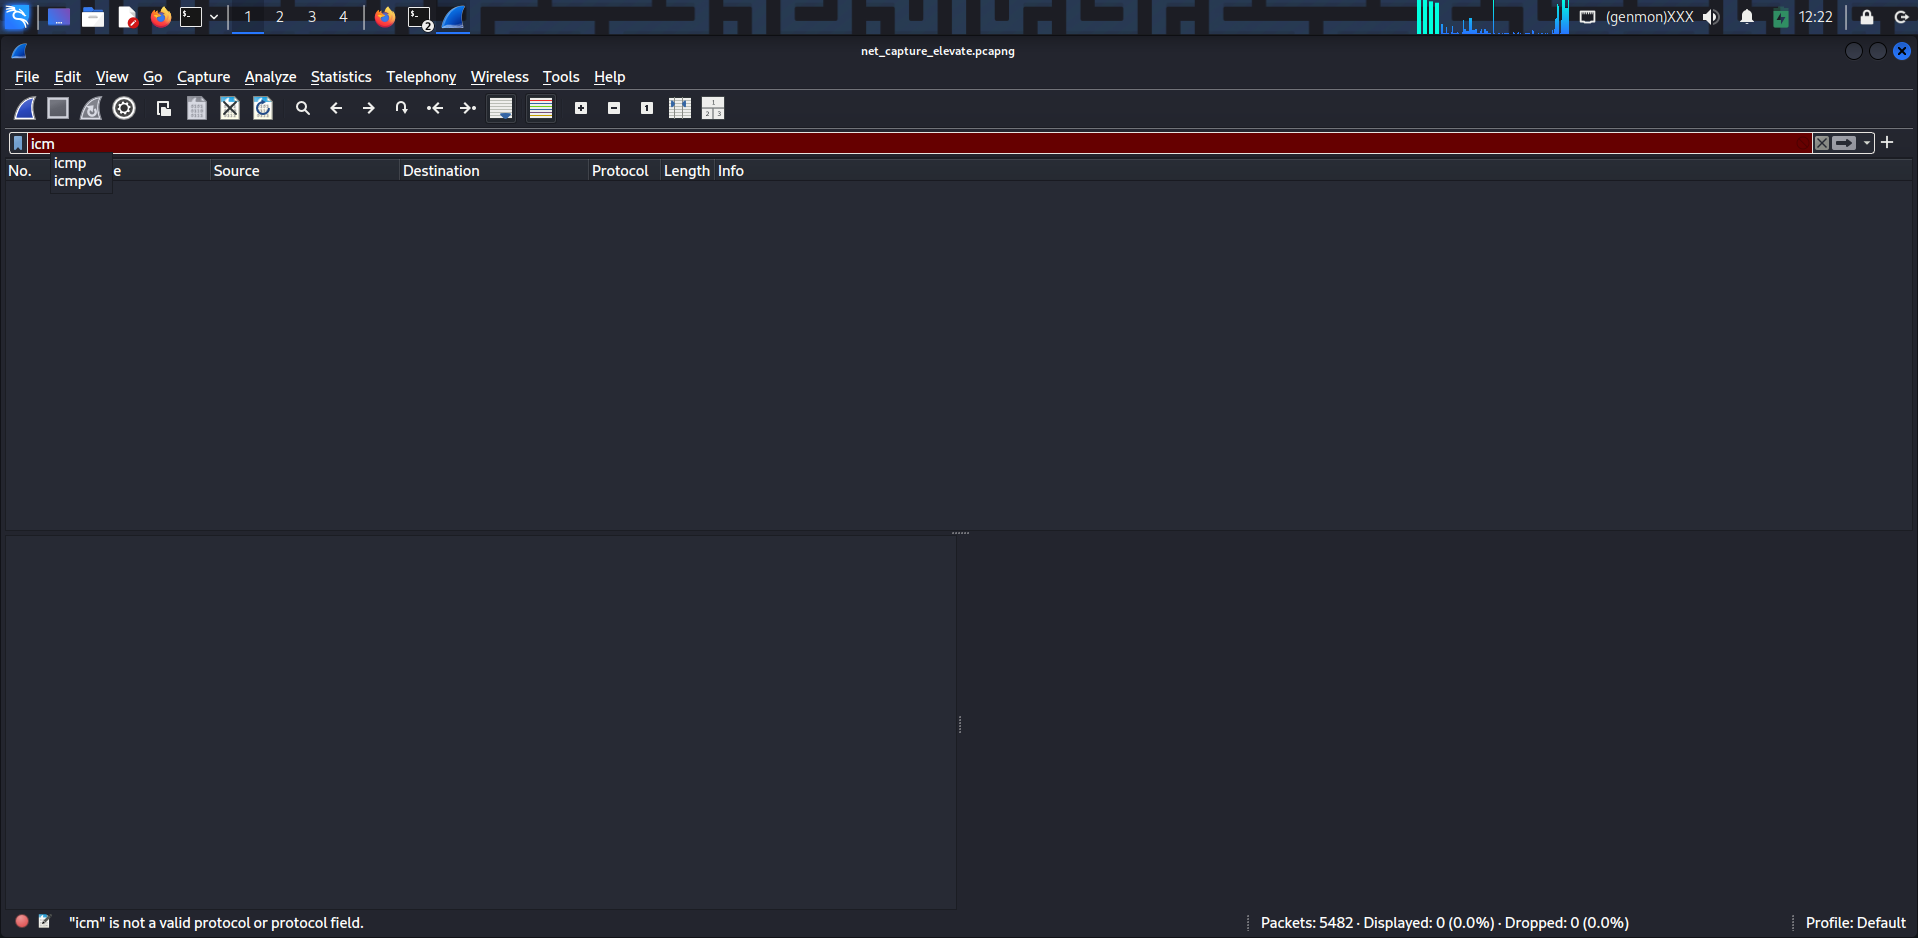 1 2 3 4 2 (genmon)XXX 12:22
net_capture_elevate.pcapng
File Edit View Go Capture Analyze Statistics Telephony Wireless Tools Help
icm
icmp
icmpv6
No. e Source Destination Protocol Length Info
"icm" is not a valid protocol or protocol field. Packets: 5482 · Displayed: 0 (0.0%) · Dropped: 0 (0.0%) Profile: Default